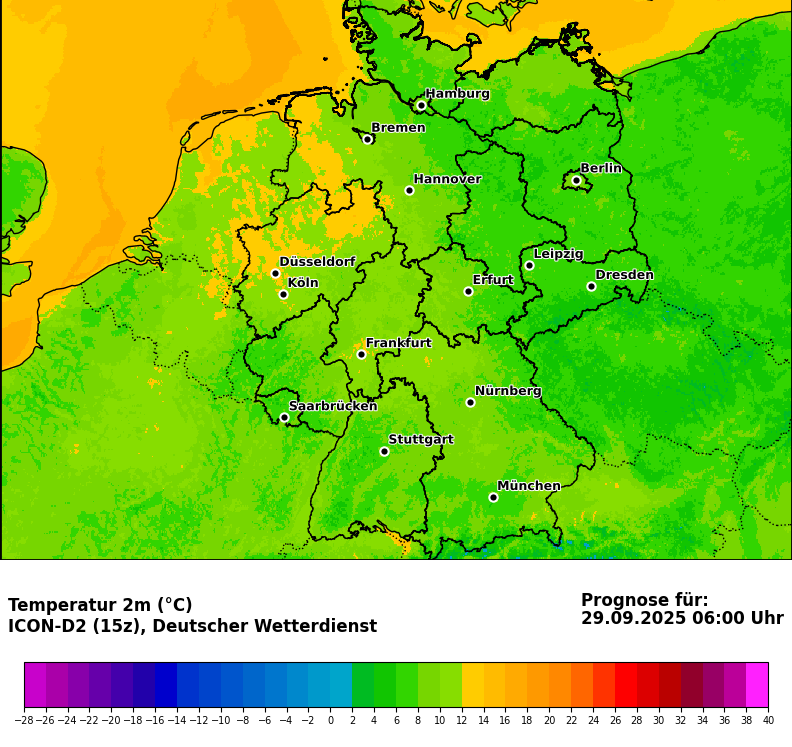 Hamburg
Bremen
Berlin
Hannover
Düsseldorf
Leipzig
Köln
Erfurt
Dresden
Frankfurt
Nürnberg
Saarbrücken
Stuttgart
München
Temperatur 2m (°C)
ICON-D2 (15z), Deutscher Wetterdienst
Prognose für:
29.09.2025 06:00 Uhr
−28 −26 −24 −22 −20 −18 −16 −14 −12 −10 −8 −6 −4 −2 0 2 4 6 8 10 12 14 16 18 20 22 24 26 28 30 32 34 36 38 40